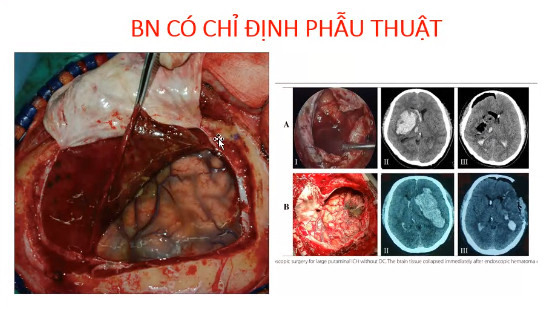 BN CÓ CHỈ ĐỊNH PHẪU THUẬT
A
I
II
III
B
II
III
scopic surgery for large putaminal ICH without DC. The brain tissue collapsed immediately after endoscopic hematoma